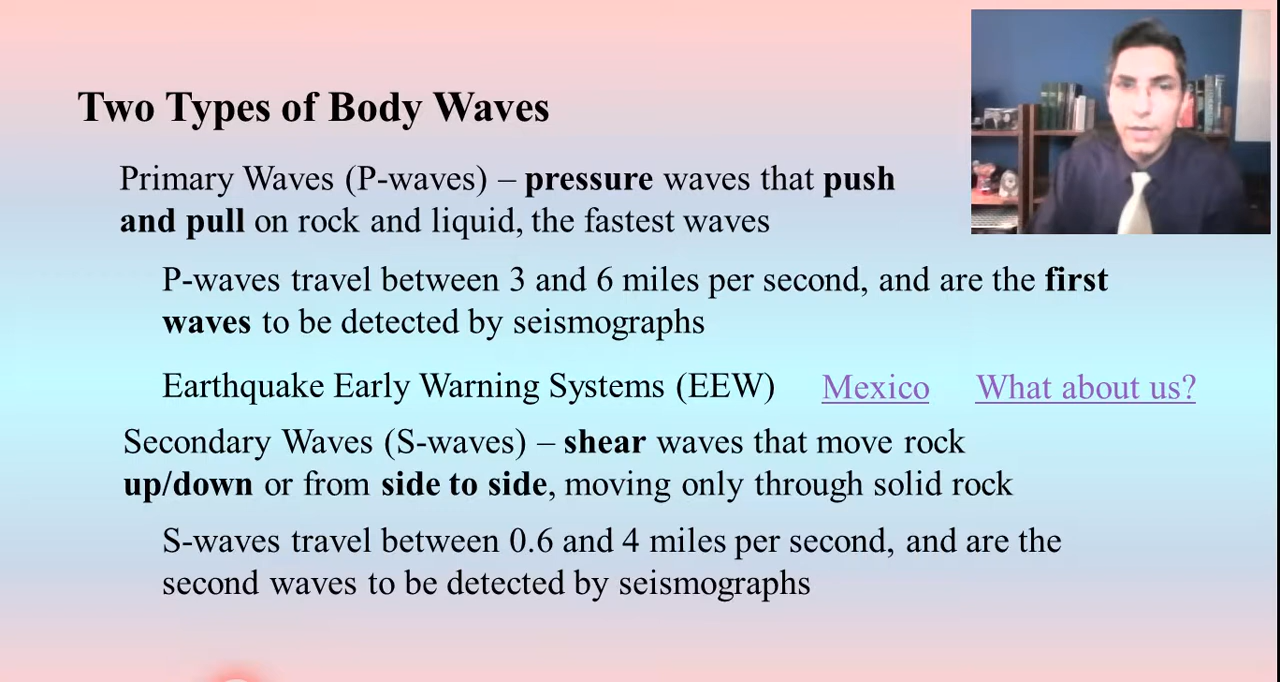 Two Types of Body Waves
Primary Waves (P-waves) – pressure waves that push
and pull on rock and liquid, the fastest waves
P-waves travel between 3 and 6 miles per second, and are the first
waves to be detected by seismographs
Earthquake Early Warning Systems (EEW) Mexico What about us?
Secondary Waves (S-waves) – shear waves that move rock
up/down or from side to side, moving only through solid rock
S-waves travel between 0.6 and 4 miles per second, and are the
second waves to be detected by seismographs